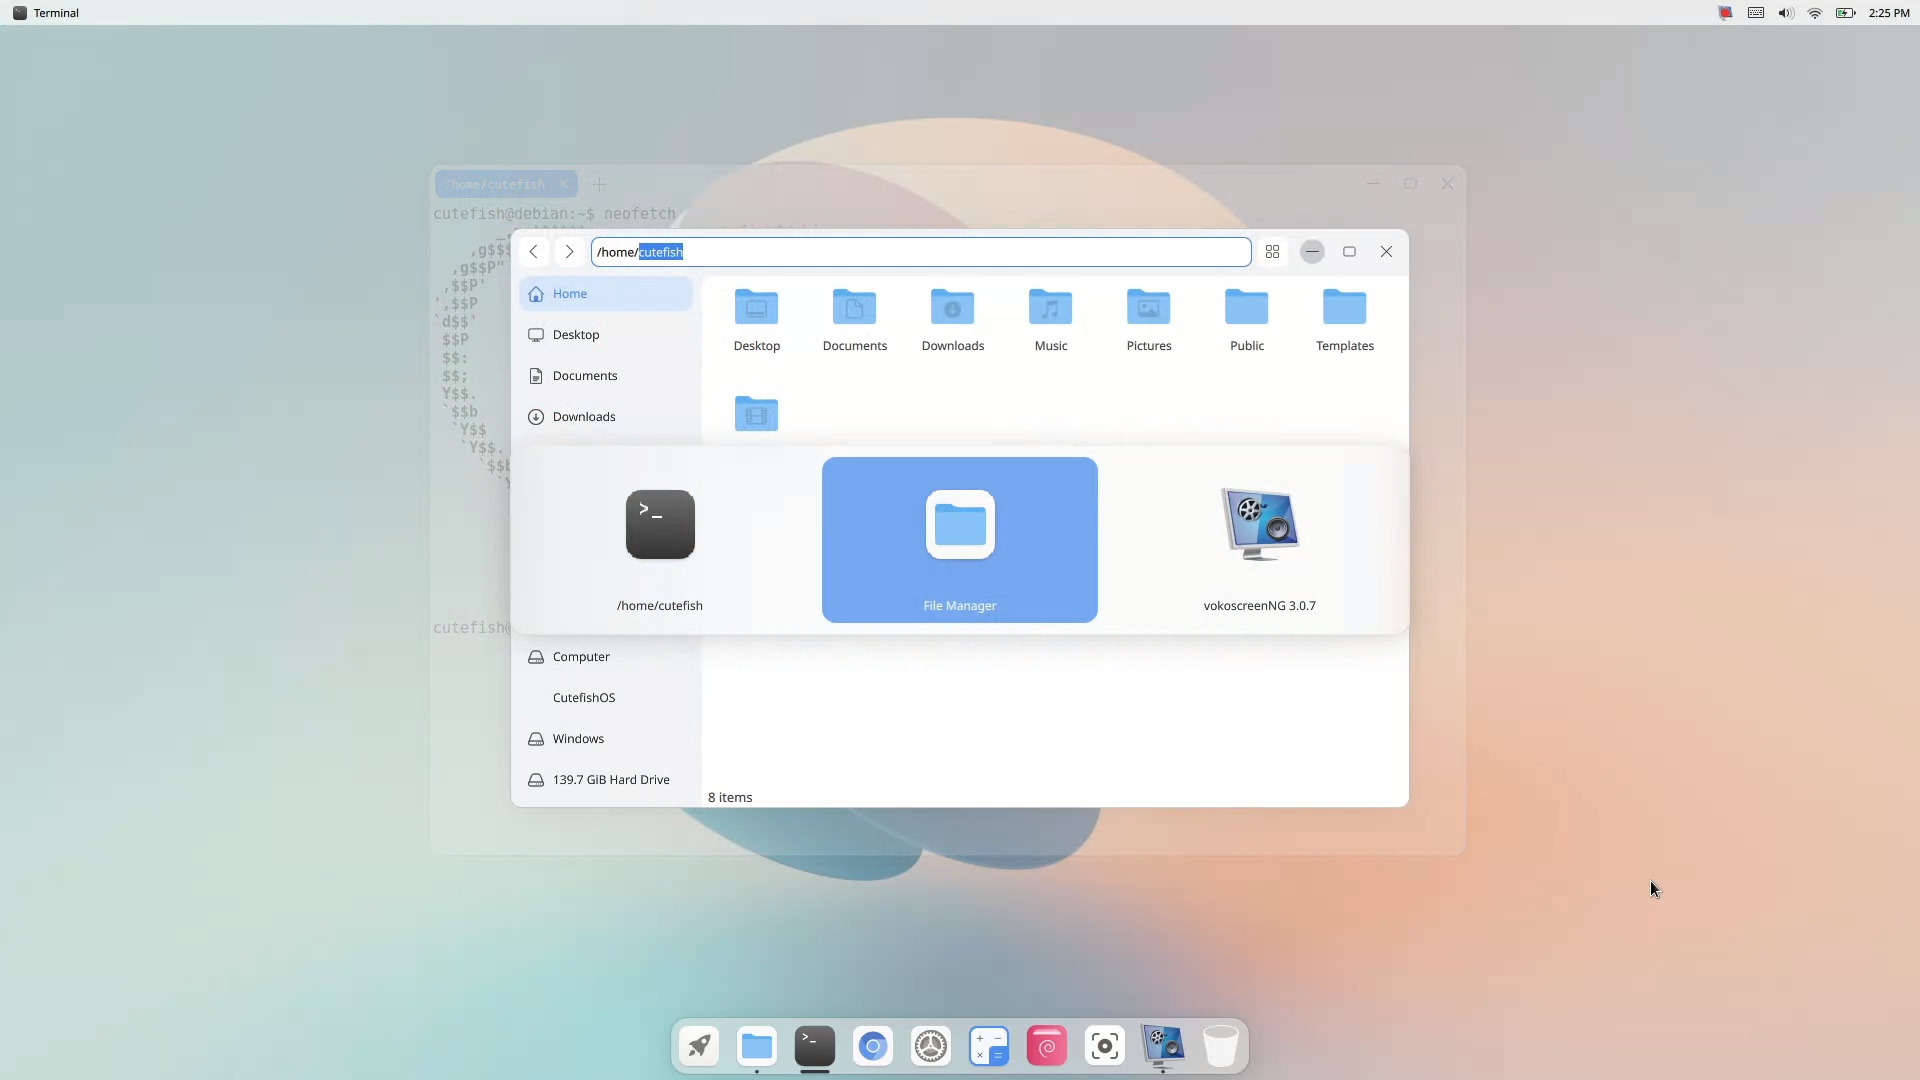 Terminal
2:25 PM
/home/cutefish
cutefish@debian:~$ neofetch
/home/cutefish
Home
Desktop
Documents
Downloads
Desktop
Documents
Downloads
Music
Pictures
Public
Templates
,g$$P"
,$$P'
',$$P
`d$$'
$$P
$$:
$$;
Y$$.
`$$b
`Y$$
`Y$$.
>_
/home/cutefish
File Manager
vokoscreenNG 3.0.7
cutefish@
Computer
CutefishOS
Windows
139.7 GiB Hard Drive
8 items